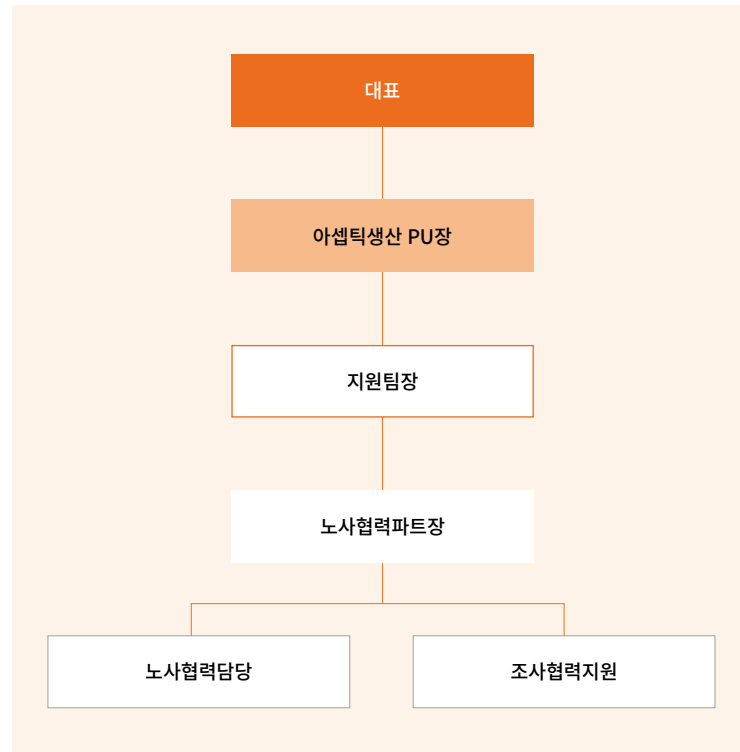 대표
아셉틱생산 PU장
지원팀장
노사협력파트장
노사협력담당
조사협력지원